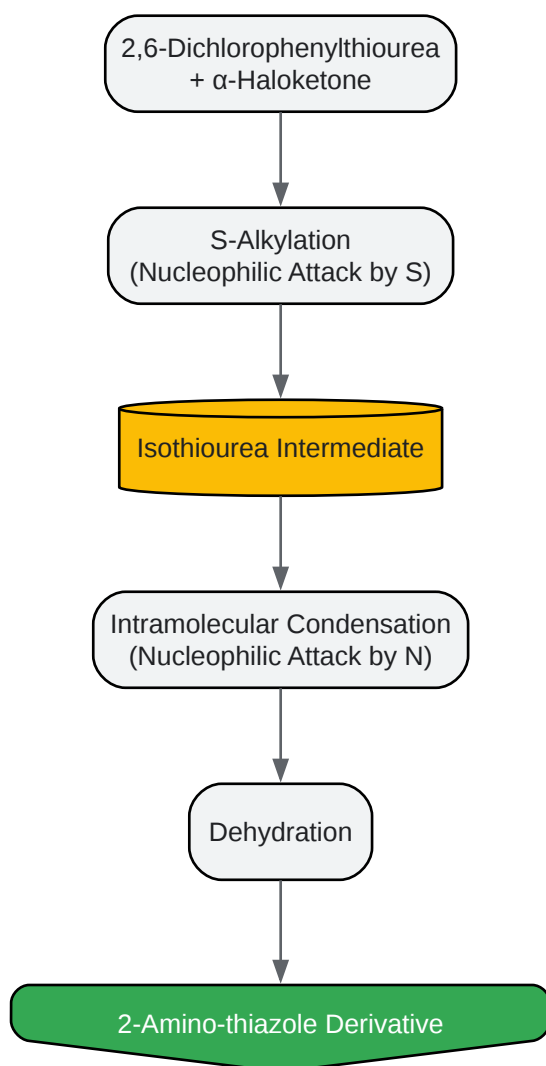 2,6-Dichlorophenylthiourea
+ α-Haloketone
S-Alkylation
(Nucleophilic Attack by S)
Isothiourea Intermediate
Intramolecular Condensation
(Nucleophilic Attack by N)
Dehydration
2-Amino-thiazole Derivative